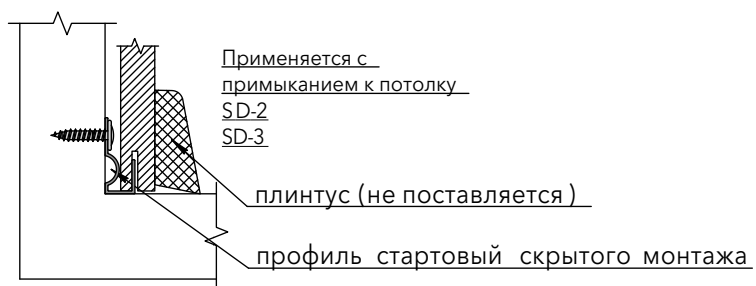 Применяется с
примыканием к потолку
SD-2
SD-3
плинтус (не поставляется)
профиль стартовый скрытого монтажа